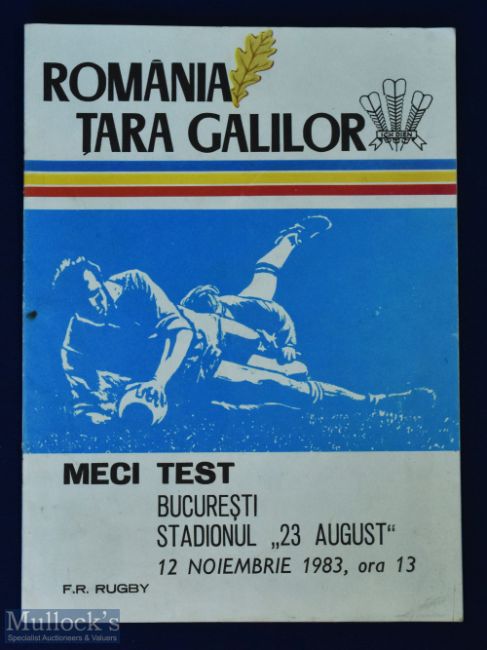 ROMÂNIA
ȚARA GALILOR
ICH DIEN
MECI TEST
BUCUREȘTI
STADIONUL „23 AUGUST“
12 NOIEMBRIE 1983, ora 13
F.R. RUGBY
Mullock's
Specialist Auctioneers & Valuers